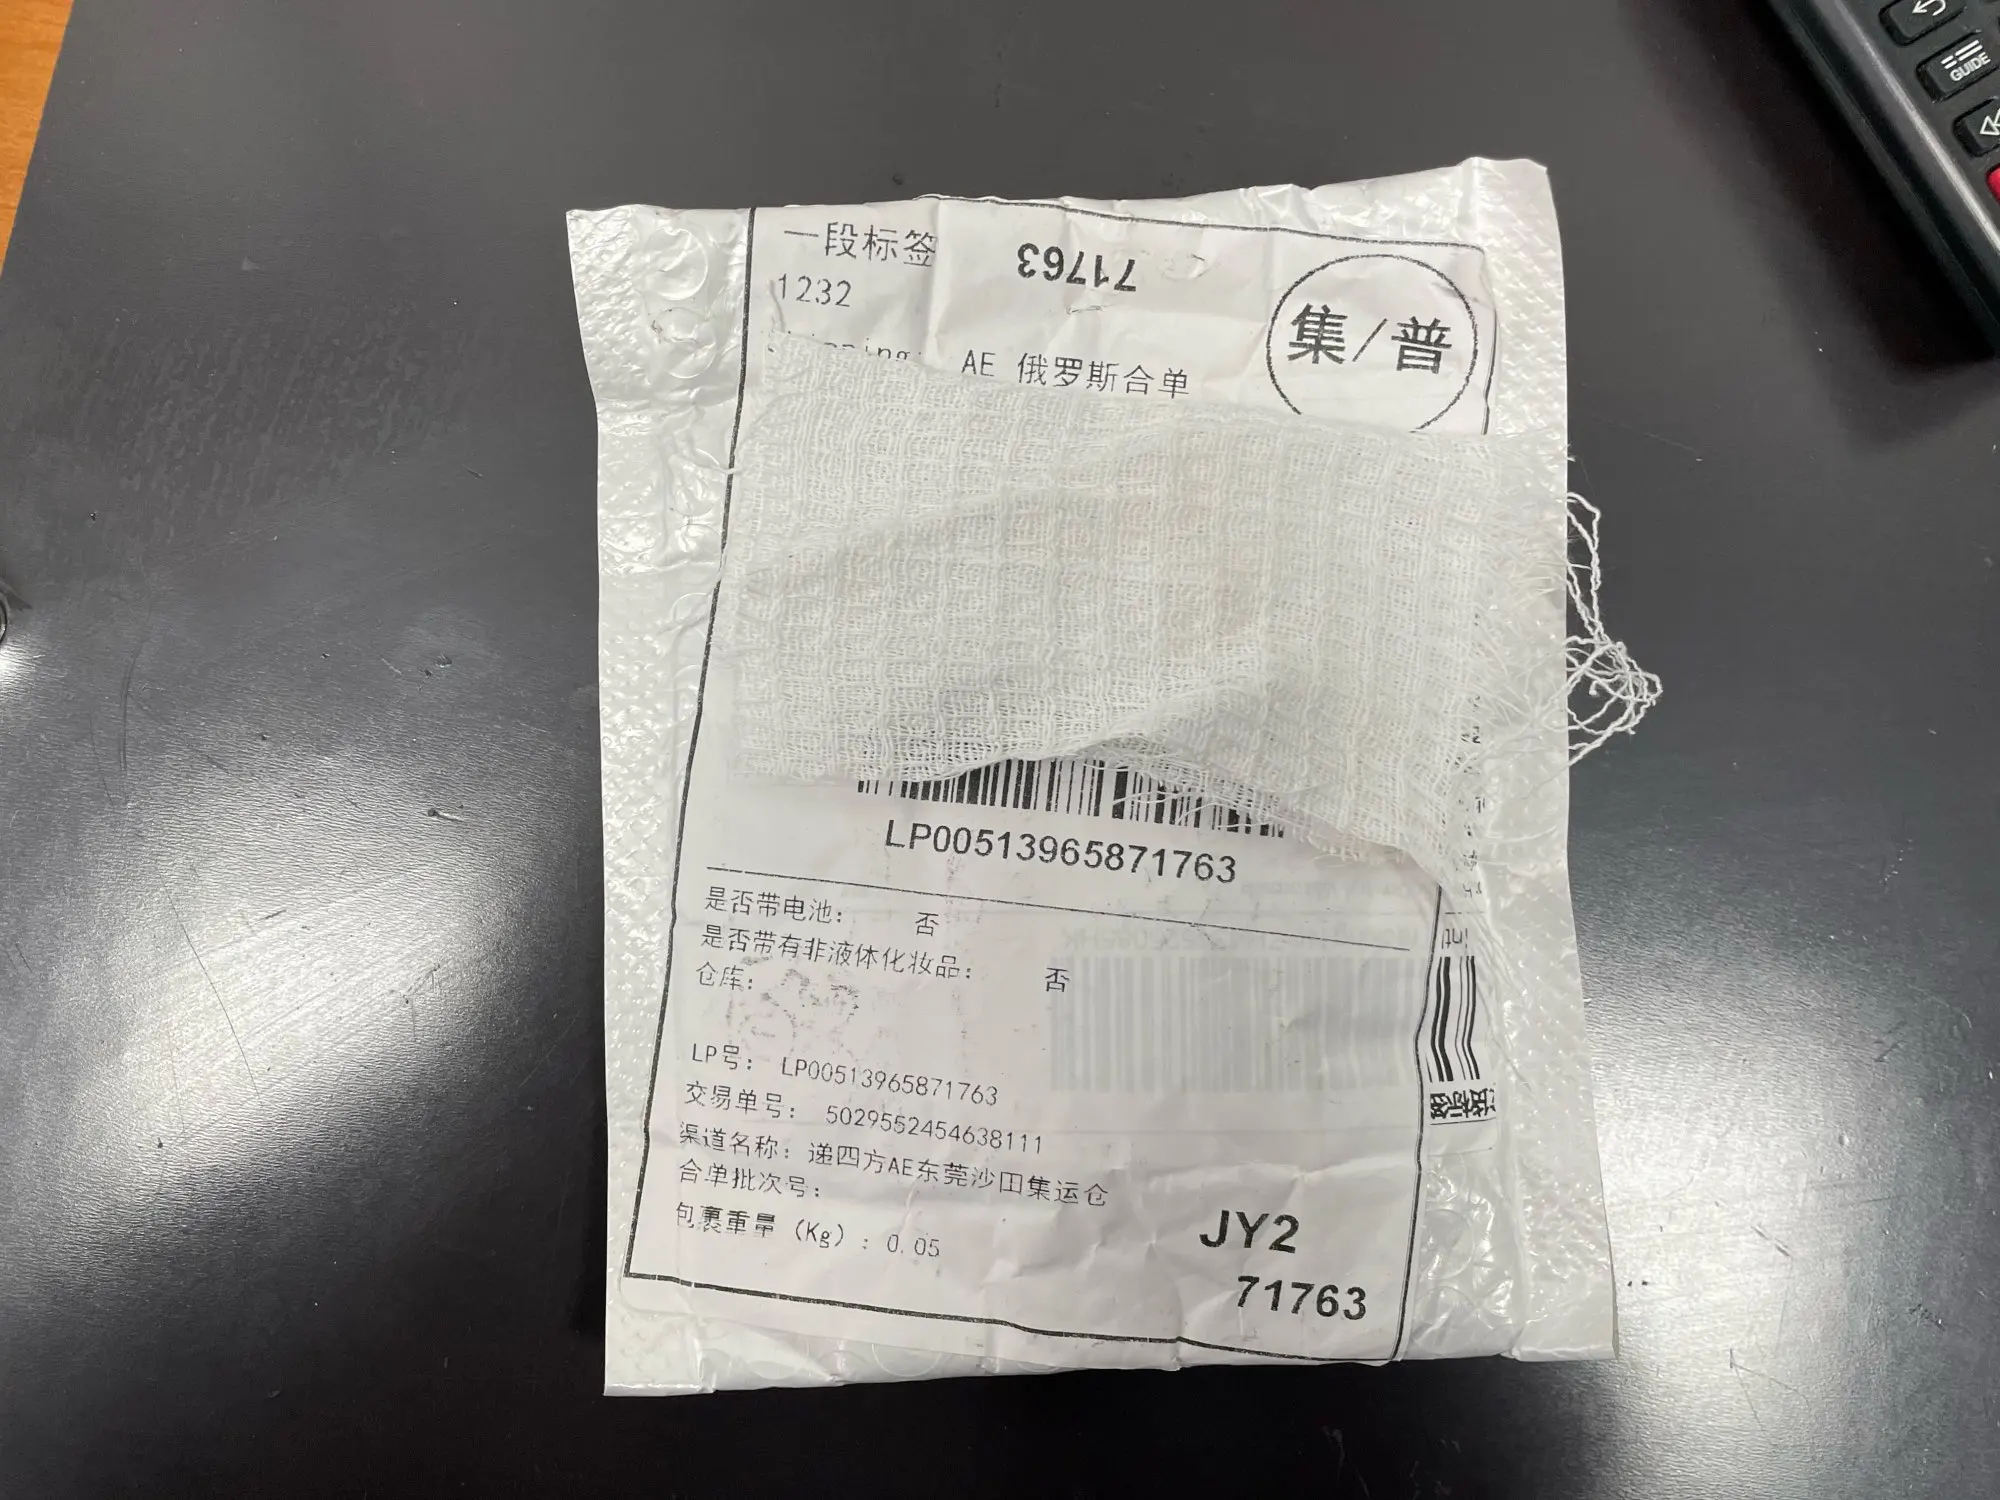 GUIDE
一段标签
71763
1232
集/普
AE 俄罗斯合单
LP00513965871763
是否带电池: 否
是否带有非液体化妆品: 否
仓库:
LP号: LP00513965871763
交易单号: 5029552454638111
渠道名称: 递四方AE东莞沙田集运仓
合单批次号:
包裹重量 (Kg) : 0.05
JY2
71763